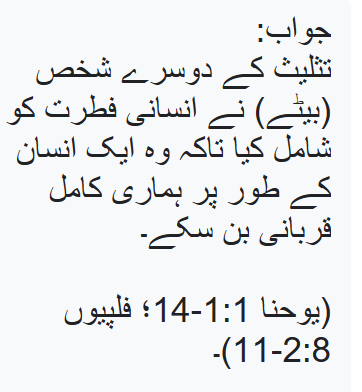 جواب:
تثلیث کے دوسرے شخص
(بیٹے) نے انسانی فطرت کو
شامل کیا تاکہ وہ ایک انسان
کے طور پر ہماری کامل
قربانی بن سکے۔
(یوحنا 1:1-14؛ فلپیوں
2:8-11)۔